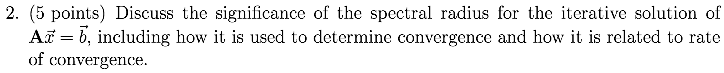 2. (5 points) Discuss the significance of the spectral radius for the iterative solution of
A𝑥⃗ = 𝑏⃗, including how it is used to determine convergence and how it is related to rate
of convergence.